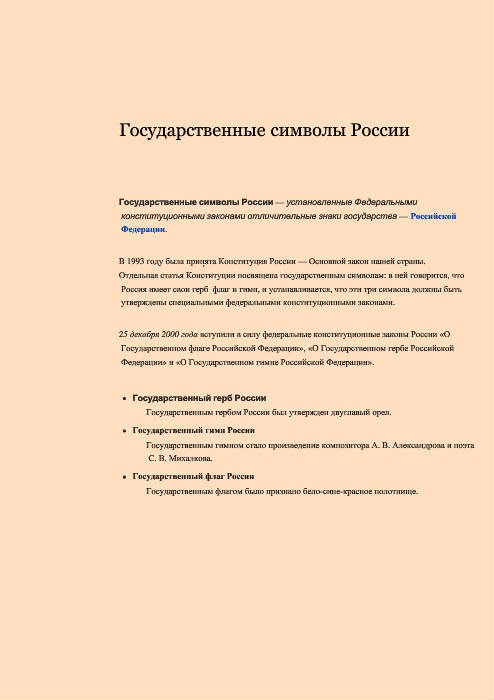 Государственные символы России
Государственные символы России — установленные Федеральными
конституционными законами отличительные знаки государства — Российской
Федерации.
В 1993 году была принята Конституция России — Основной закон нашей страны.
Отдельная статья Конституции посвящена государственным символам: в ней говорится, что
Россия имеет свои герб флаг и гимн, и устанавливается, что эти три символа должны быть
утверждены специальными федеральными конституционными законами.
25 декабря 2000 года вступили в силу федеральные конституционные законы России «О
Государственном флаге Российской Федерации», «О Государственном гербе Российской
Федерации» и «О Государственном гимне Российской Федерации».
• Государственный герб России
Государственным гербом России был утвержден двуглавый орел.
• Государственный гимн России
Государственным гимном стало произведение композитора А. В. Александрова и поэта
С. В. Михалкова.
• Государственный флаг России
Государственным флагом было признано бело-сине-красное полотнище.